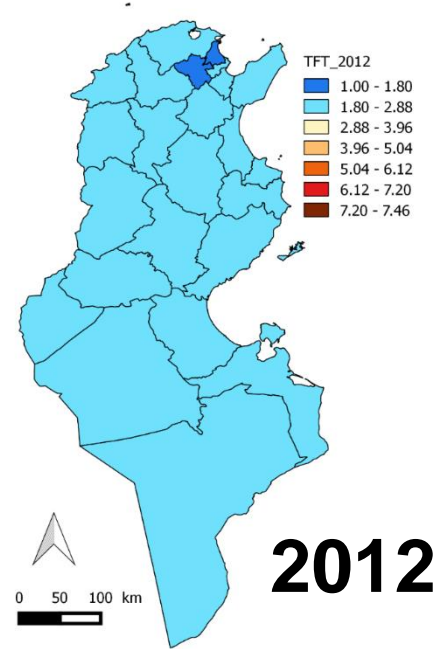 TFT_2012
1.00 - 1.80
1.80 - 2.88
2.88 - 3.96
3.96 - 5.04
5.04 - 6.12
6.12 - 7.20
7.20 - 7.46
2012
0 50 100 km